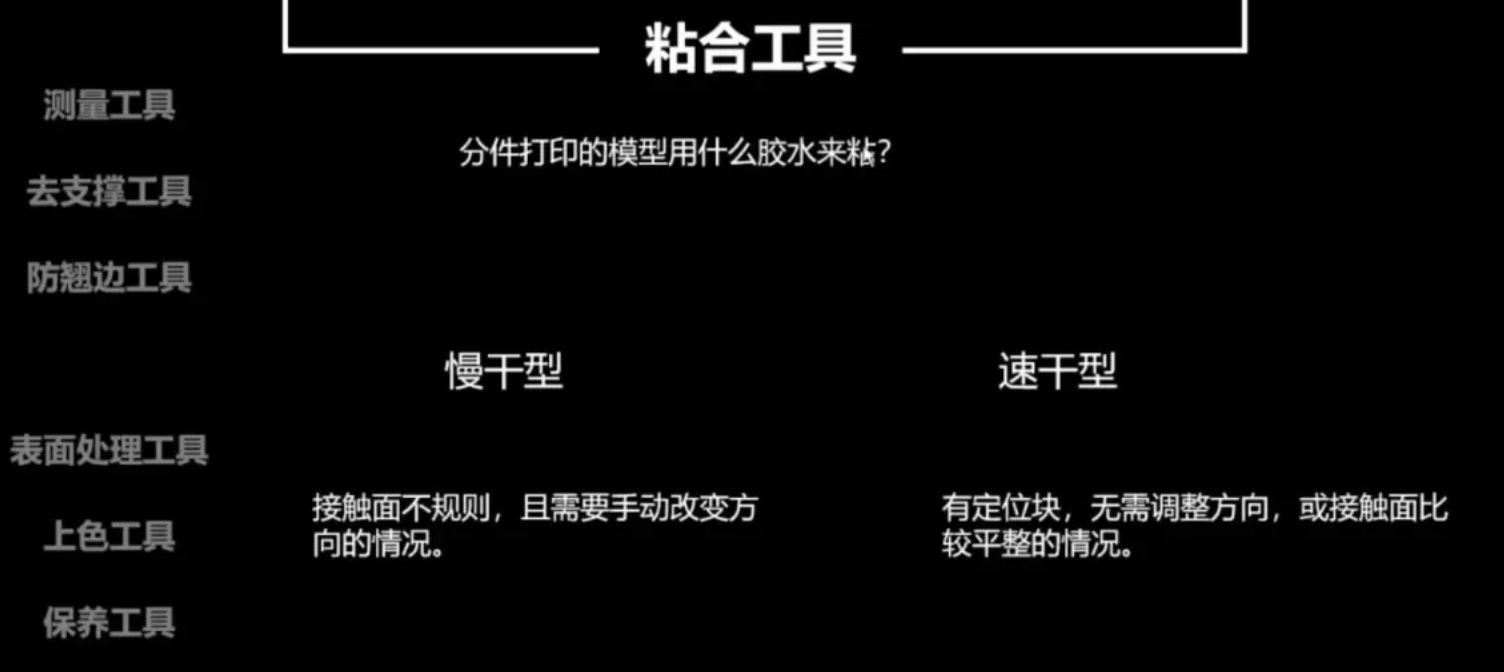 粘合工具
测量工具
分件打印的模型用什么胶水来粘?
去支撑工具
防翘边工具
慢干型
速干型
表面处理工具
接触面不规则，且需要手动改变方
向的情况。
有定位块，无需调整方向，或接触面比
较平整的情况。
上色工具
保养工具